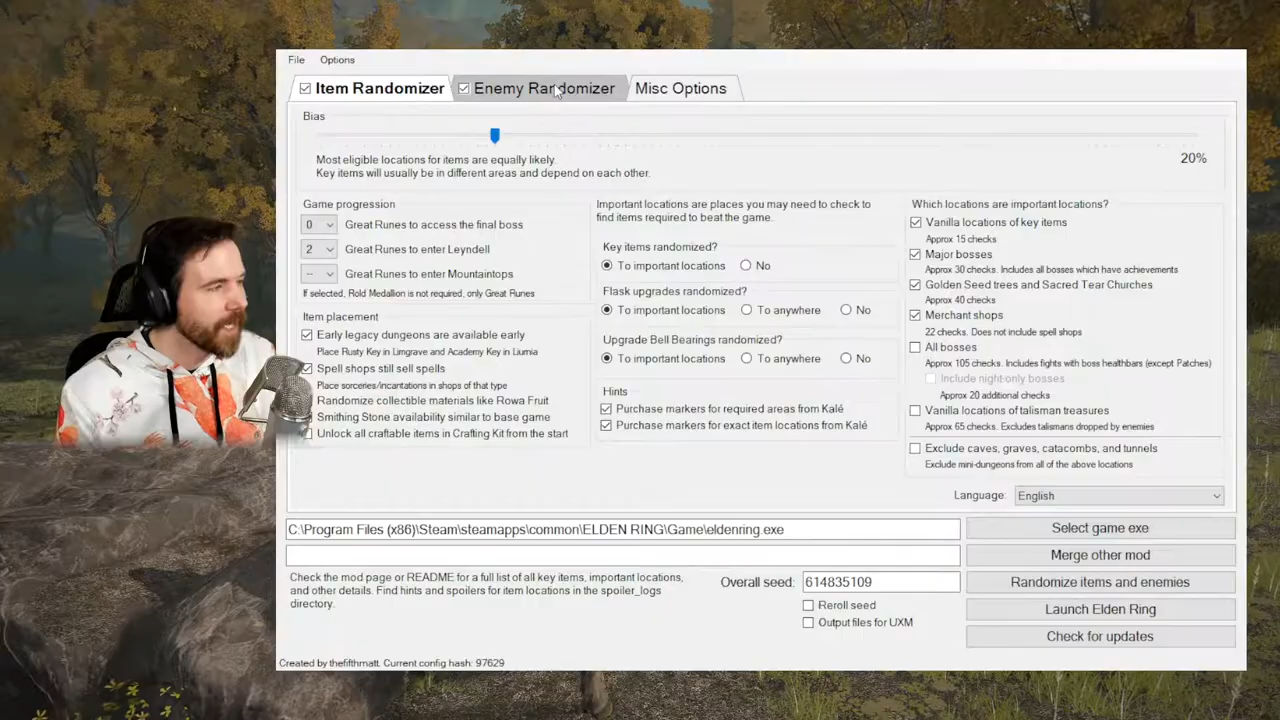 File Options
Item Randomizer Enemy Randomizer Misc Options
Bias
Most eligible locations for items are equally likely.
Key items will usually be in different areas and depend on each other.
20%
Game progression
0 Great Runes to access the final boss
2 Great Runes to enter Leyndell
-- Great Runes to enter Mountaintops
If selected, Rold Medallion is not required, only Great Runes
Item placement
Early legacy dungeons are available early
Place Rusty Key in Limgrave and Academy Key in Liurnia
Spell shops still sell spells
Place sorceries/incantations in shops of that type
Randomize collectible materials like Rowa Fruit
Smithing Stone availability similar to base game
Unlock all craftable items in Crafting Kit from the start
Important locations are places you may need to check to
find items required to beat the game.
Key items randomized?
To important locations No
Flask upgrades randomized?
To important locations To anywhere No
Upgrade Bell Bearings randomized?
To important locations To anywhere No
Hints
Purchase markers for required areas from Kalé
Purchase markers for exact item locations from Kalé
Which locations are important locations?
Vanilla locations of key items
Approx 15 checks
Major bosses
Approx 30 checks. Includes all bosses which have achievements
Golden Seed trees and Sacred Tear Churches
Approx 40 checks
Merchant shops
22 checks. Does not include spell shops
All bosses
Approx 105 checks. Includes fights with boss healthbars (except Patches)
Include night-only bosses
Approx 20 additional checks
Vanilla locations of talisman treasures
Approx 65 checks. Excludes talismans dropped by enemies
Exclude caves, graves, catacombs, and tunnels
Exclude mini-dungeons from all of the above locations
Language: English
C:\Program Files (x86)\Steam\steamapps\common\ELDEN RING\Game\eldenring.exe
Select game exe
Merge other mod
Check the mod page or README for a full list of all key items, important locations,
and other details. Find hints and spoilers for item locations in the spoiler_logs
directory.
Overall seed: 614835109
Reroll seed
Output files for UXM
Randomize items and enemies
Launch Elden Ring
Check for updates
Created by thefifthmatt. Current config hash: 97629